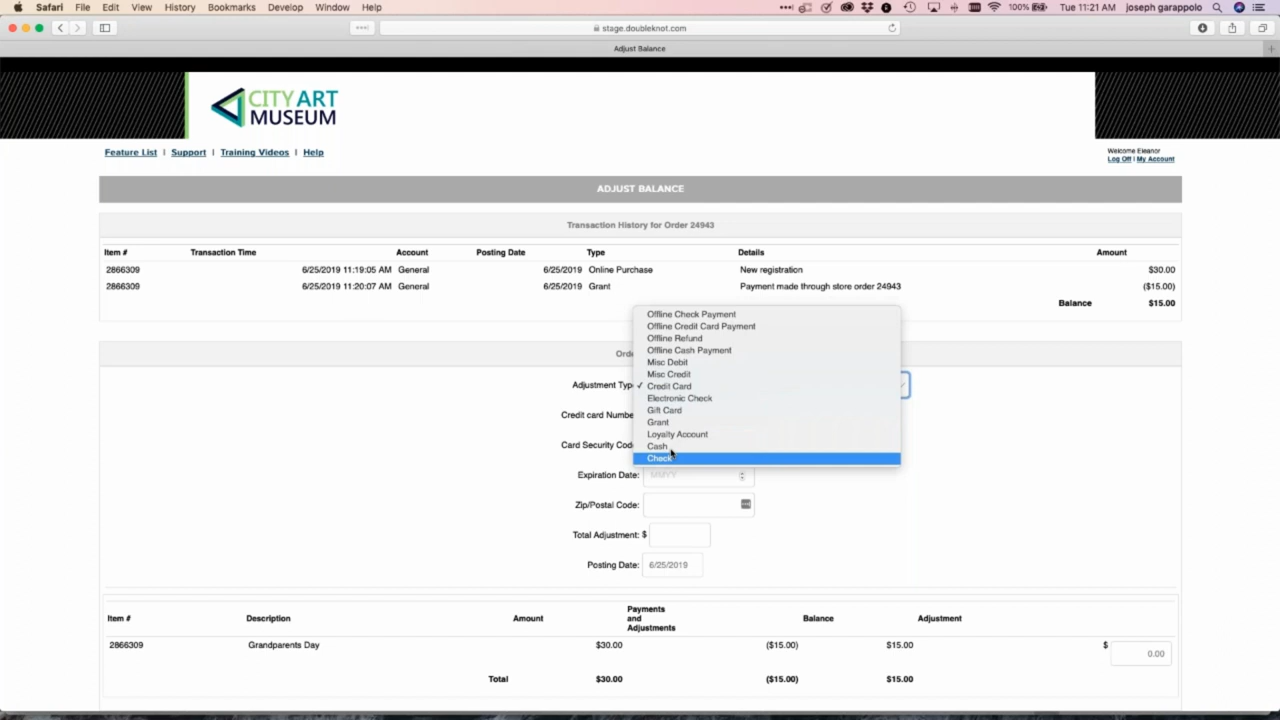 Safari File Edit View History Bookmarks Develop Window Help 100% Tue 11:21 AM joseph garappolo
stage.doubleknot.com
Adjust Balance
CITY ART
MUSEUM
Feature List | Support | Training Videos | Help
Welcome Eleanor
Log Off | My Account
ADJUST BALANCE
Transaction History for Order 24943
Item # Transaction Time Account Posting Date Type Details Amount
2866309 6/25/2019 11:19:05 AM General 6/25/2019 Online Purchase New registration $30.00
2866309 6/25/2019 11:20:07 AM General 6/25/2019 Grant Payment made through store order 24943 ($15.00)
Balance $15.00
Offline Check Payment
Offline Credit Card Payment
Offline Refund
Offline Cash Payment
Misc Debit
Misc Credit
Adjustment Typ ✓ Credit Card
Electronic Check
Gift Card
Credit card Numbe
Grant
Loyalty Account
Card Security Cod
Cash
Check
Expiration Date: MMYY
Zip/Postal Code:
Total Adjustment: $
Posting Date: 6/25/2019
Item # Description Amount Payments and Adjustments Balance Adjustment
2866309 Grandparents Day $30.00 ($15.00) $15.00 $ 0.00
Total $30.00 ($15.00) $15.00